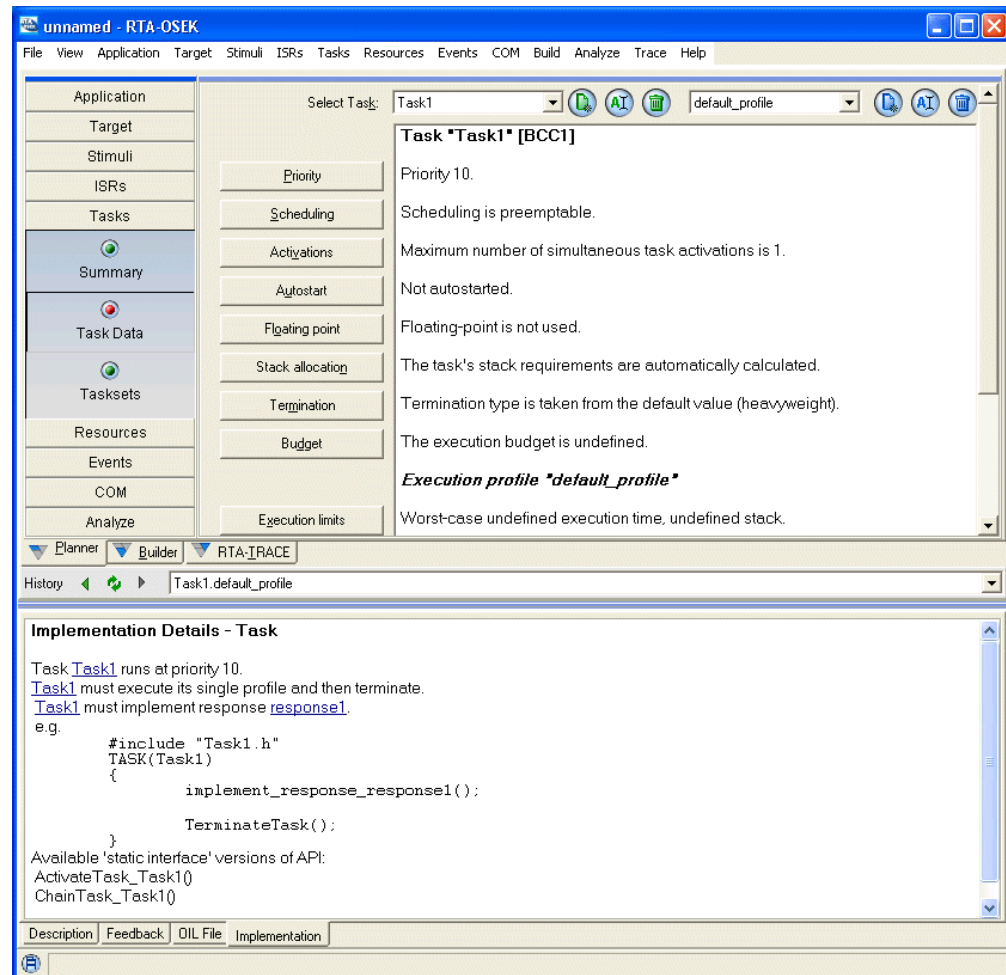 unnamed - RTA-OSEK
File View Application Target Stimuli ISRs Tasks Resources Events COM Build Analyze Trace Help
Application
Target
Stimuli
ISRs
Tasks
Summary
Task Data
Tasksets
Resources
Events
COM
Analyze
Select Task: Task1 default_profile
Task "Task1" [BCC1]
Priority Priority 10.
Scheduling Scheduling is preemptable.
Activations Maximum number of simultaneous task activations is 1.
Autostart Not autostarted.
Floating point Floating-point is not used.
Stack allocation The task's stack requirements are automatically calculated.
Termination Termination type is taken from the default value (heavyweight).
Budget The execution budget is undefined.
Execution profile "default_profile"
Execution limits Worst-case undefined execution time, undefined stack.
Planner Builder RTA-TRACE
History Task1.default_profile
Implementation Details - Task
Task Task1 runs at priority 10.
Task1 must execute its single profile and then terminate.
Task1 must implement response response1.
e.g.
#include "Task1.h"
TASK(Task1)
{
implement_response_response1();
TerminateTask();
}
Available 'static interface' versions of API:
ActivateTask_Task1()
ChainTask_Task1()
Description Feedback OIL File Implementation